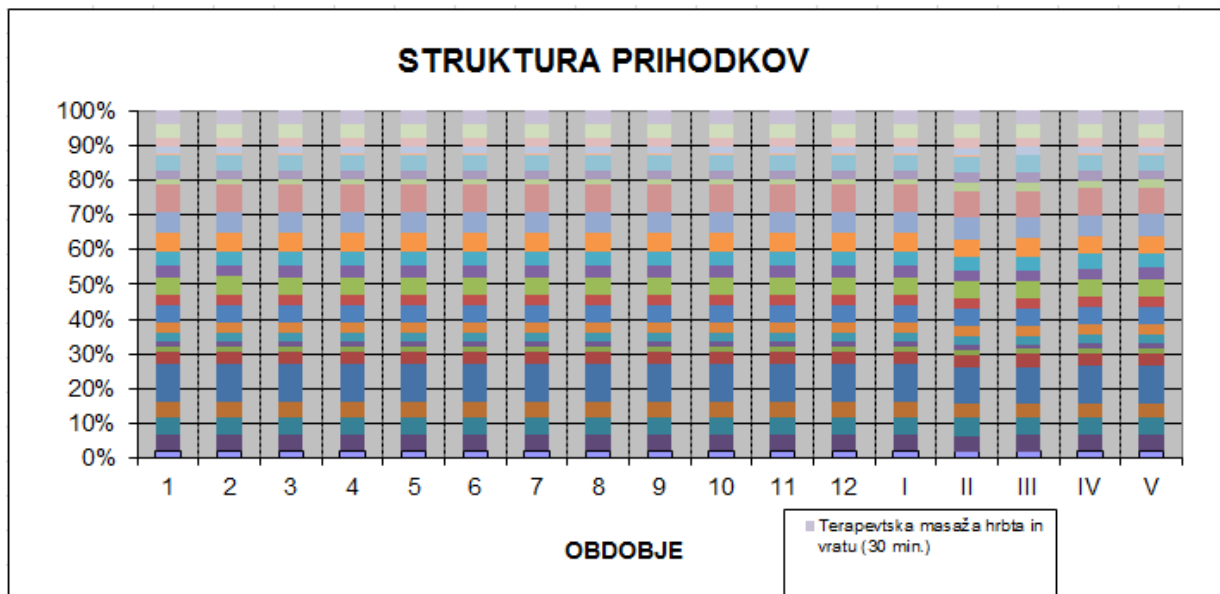 STRUKTURA PRIHODKOV
100%
90%
80%
70%
60%
50%
40%
30%
20%
10%
0%
1 2 3 4 5 6 7 8 9 10 11 12 I II III IV V
OBDOBJE
Terapevtska masaža hrbta in
vratu (30 min.)